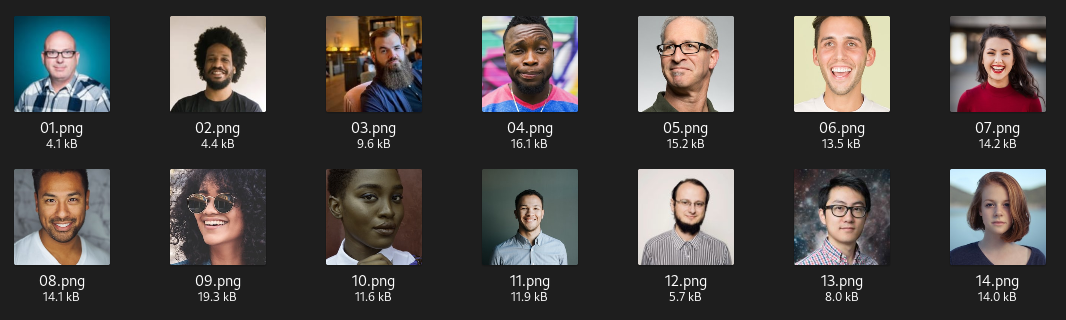 01.png 02.png 03.png 04.png 05.png 06.png 07.png
4.1 kB 4.4 kB 9.6 kB 16.1 kB 15.2 kB 13.5 kB 14.2 kB
08.png 09.png 10.png 11.png 12.png 13.png 14.png
14.1 kB 19.3 kB 11.6 kB 11.9 kB 5.7 kB 8.0 kB 14.0 kB